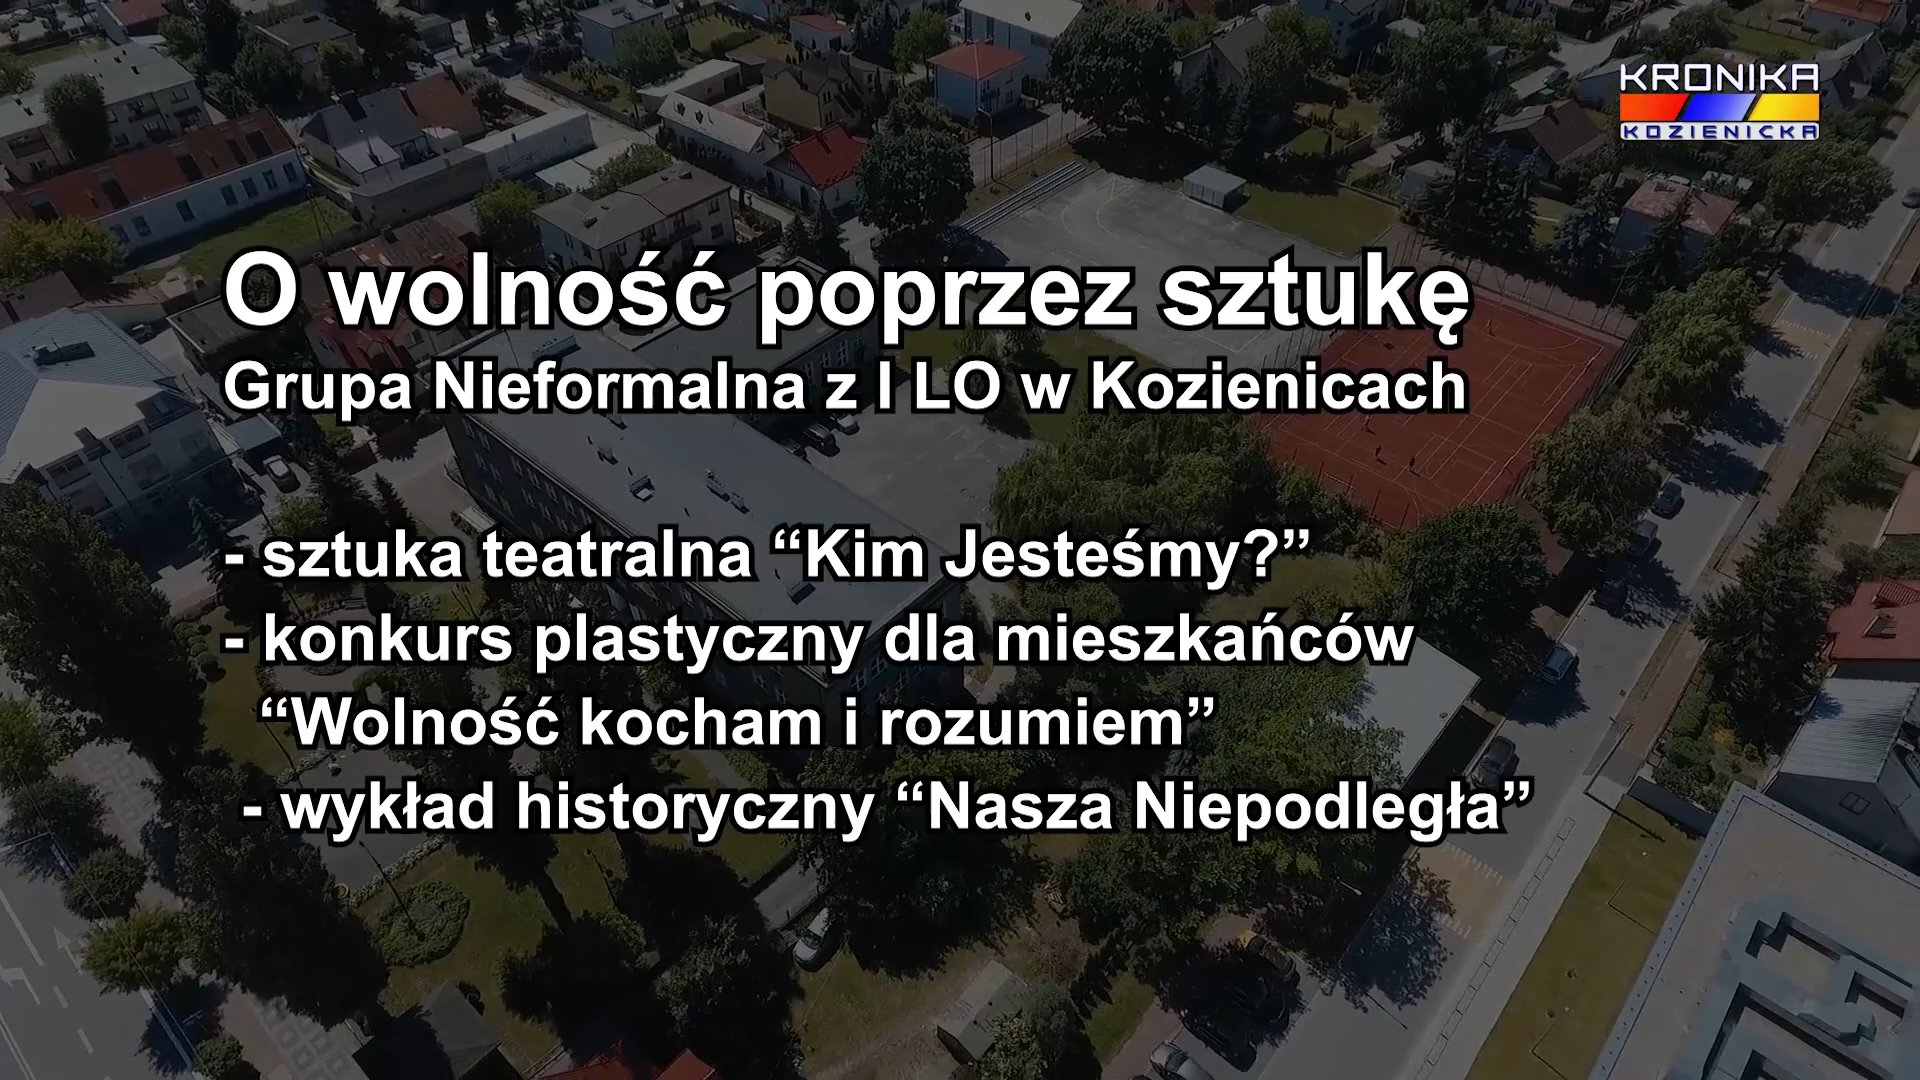 KRONIKA
KOZIENICKA
O wolność poprzez sztukę
Grupa Nieformalna z I LO w Kozienicach
- sztuka teatralna “Kim Jesteśmy?”
- konkurs plastyczny dla mieszkańców
“Wolność kocham i rozumiem”
- wykład historyczny “Nasza Niepodległa”